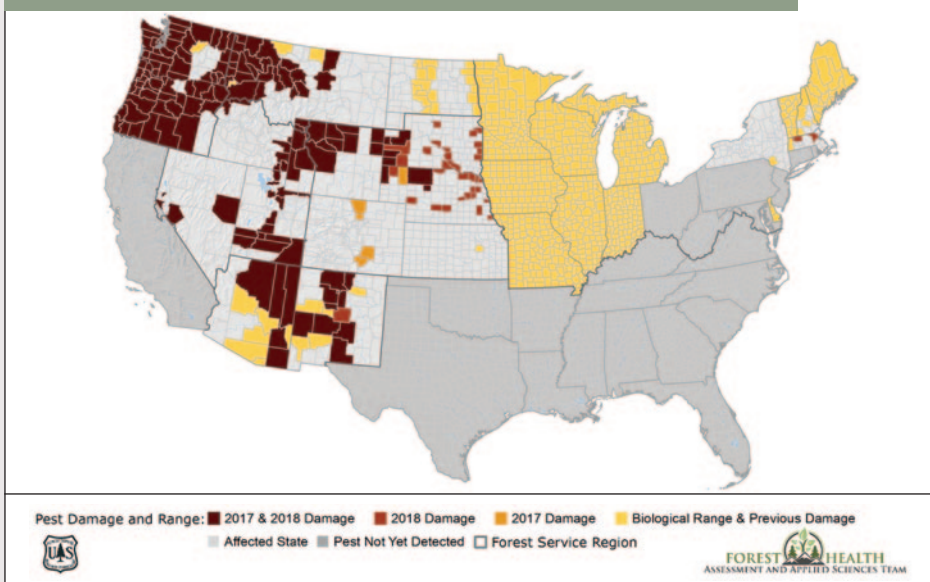 Pest Damage and Range: 2017 & 2018 Damage 2018 Damage 2017 Damage Biological Range & Previous Damage
Affected State Pest Not Yet Detected Forest Service Region
U S
FOREST HEALTH
ASSESSMENT AND APPLIED SCIENCES TEAM